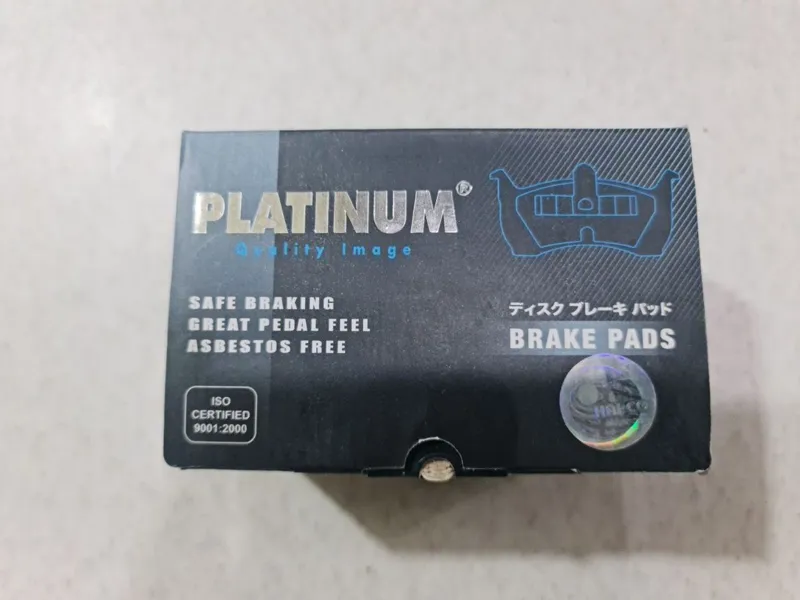 PLATINUM®
Quality Image
SAFE BRAKING
GREAT PEDAL FEEL
ASBESTOS FREE
ディスク ブレーキ パッド
BRAKE PADS
ISO
CERTIFIED
9001:2000